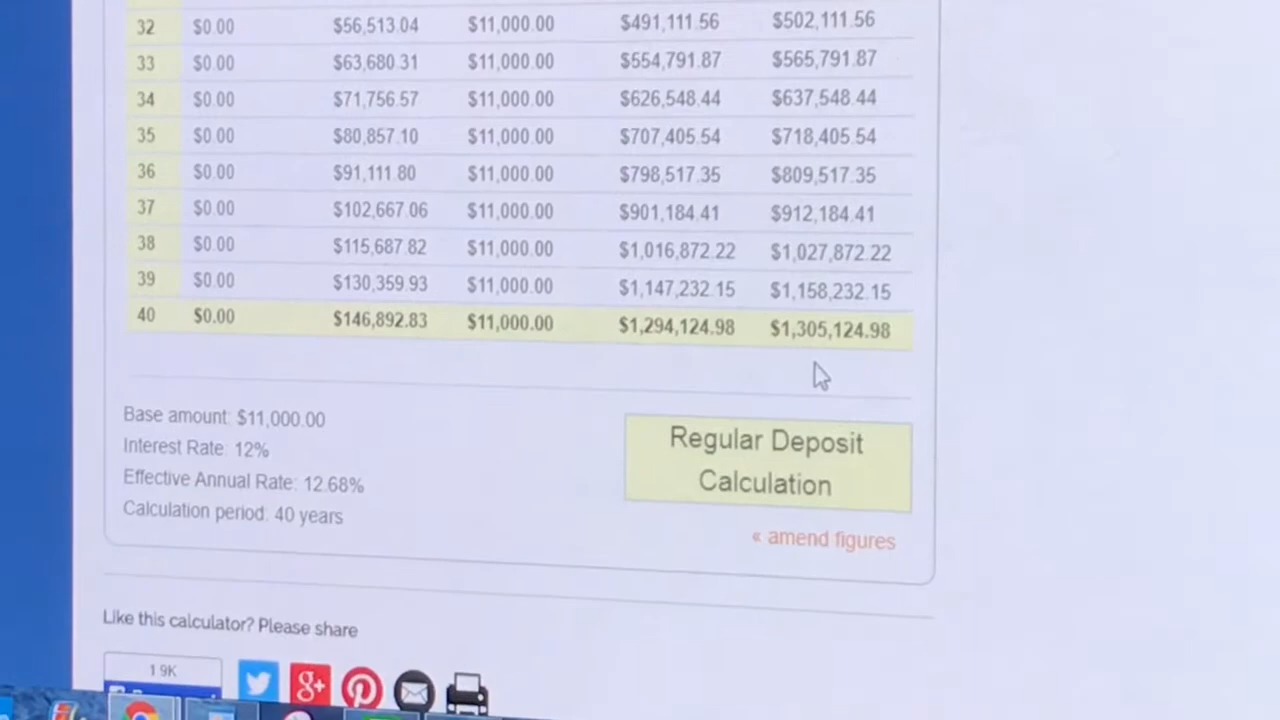 32 $0.00 $56,513.04 $11,000.00 $491,111.56 $502,111.56
33 $0.00 $63,680.31 $11,000.00 $554,791.87 $565,791.87
34 $0.00 $71,756.57 $11,000.00 $626,548.44 $637,548.44
35 $0.00 $80,857.10 $11,000.00 $707,405.54 $718,405.54
36 $0.00 $91,111.80 $11,000.00 $798,517.35 $809,517.35
37 $0.00 $102,667.06 $11,000.00 $901,184.41 $912,184.41
38 $0.00 $115,687.82 $11,000.00 $1,016,872.22 $1,027,872.22
39 $0.00 $130,359.93 $11,000.00 $1,147,232.15 $1,158,232.15
40 $0.00 $146,892.83 $11,000.00 $1,294,124.98 $1,305,124.98
Base amount: $11,000.00
Interest Rate: 12%
Effective Annual Rate: 12.68%
Calculation period: 40 years
Regular Deposit
Calculation
« amend figures
Like this calculator? Please share
1.9K
g+